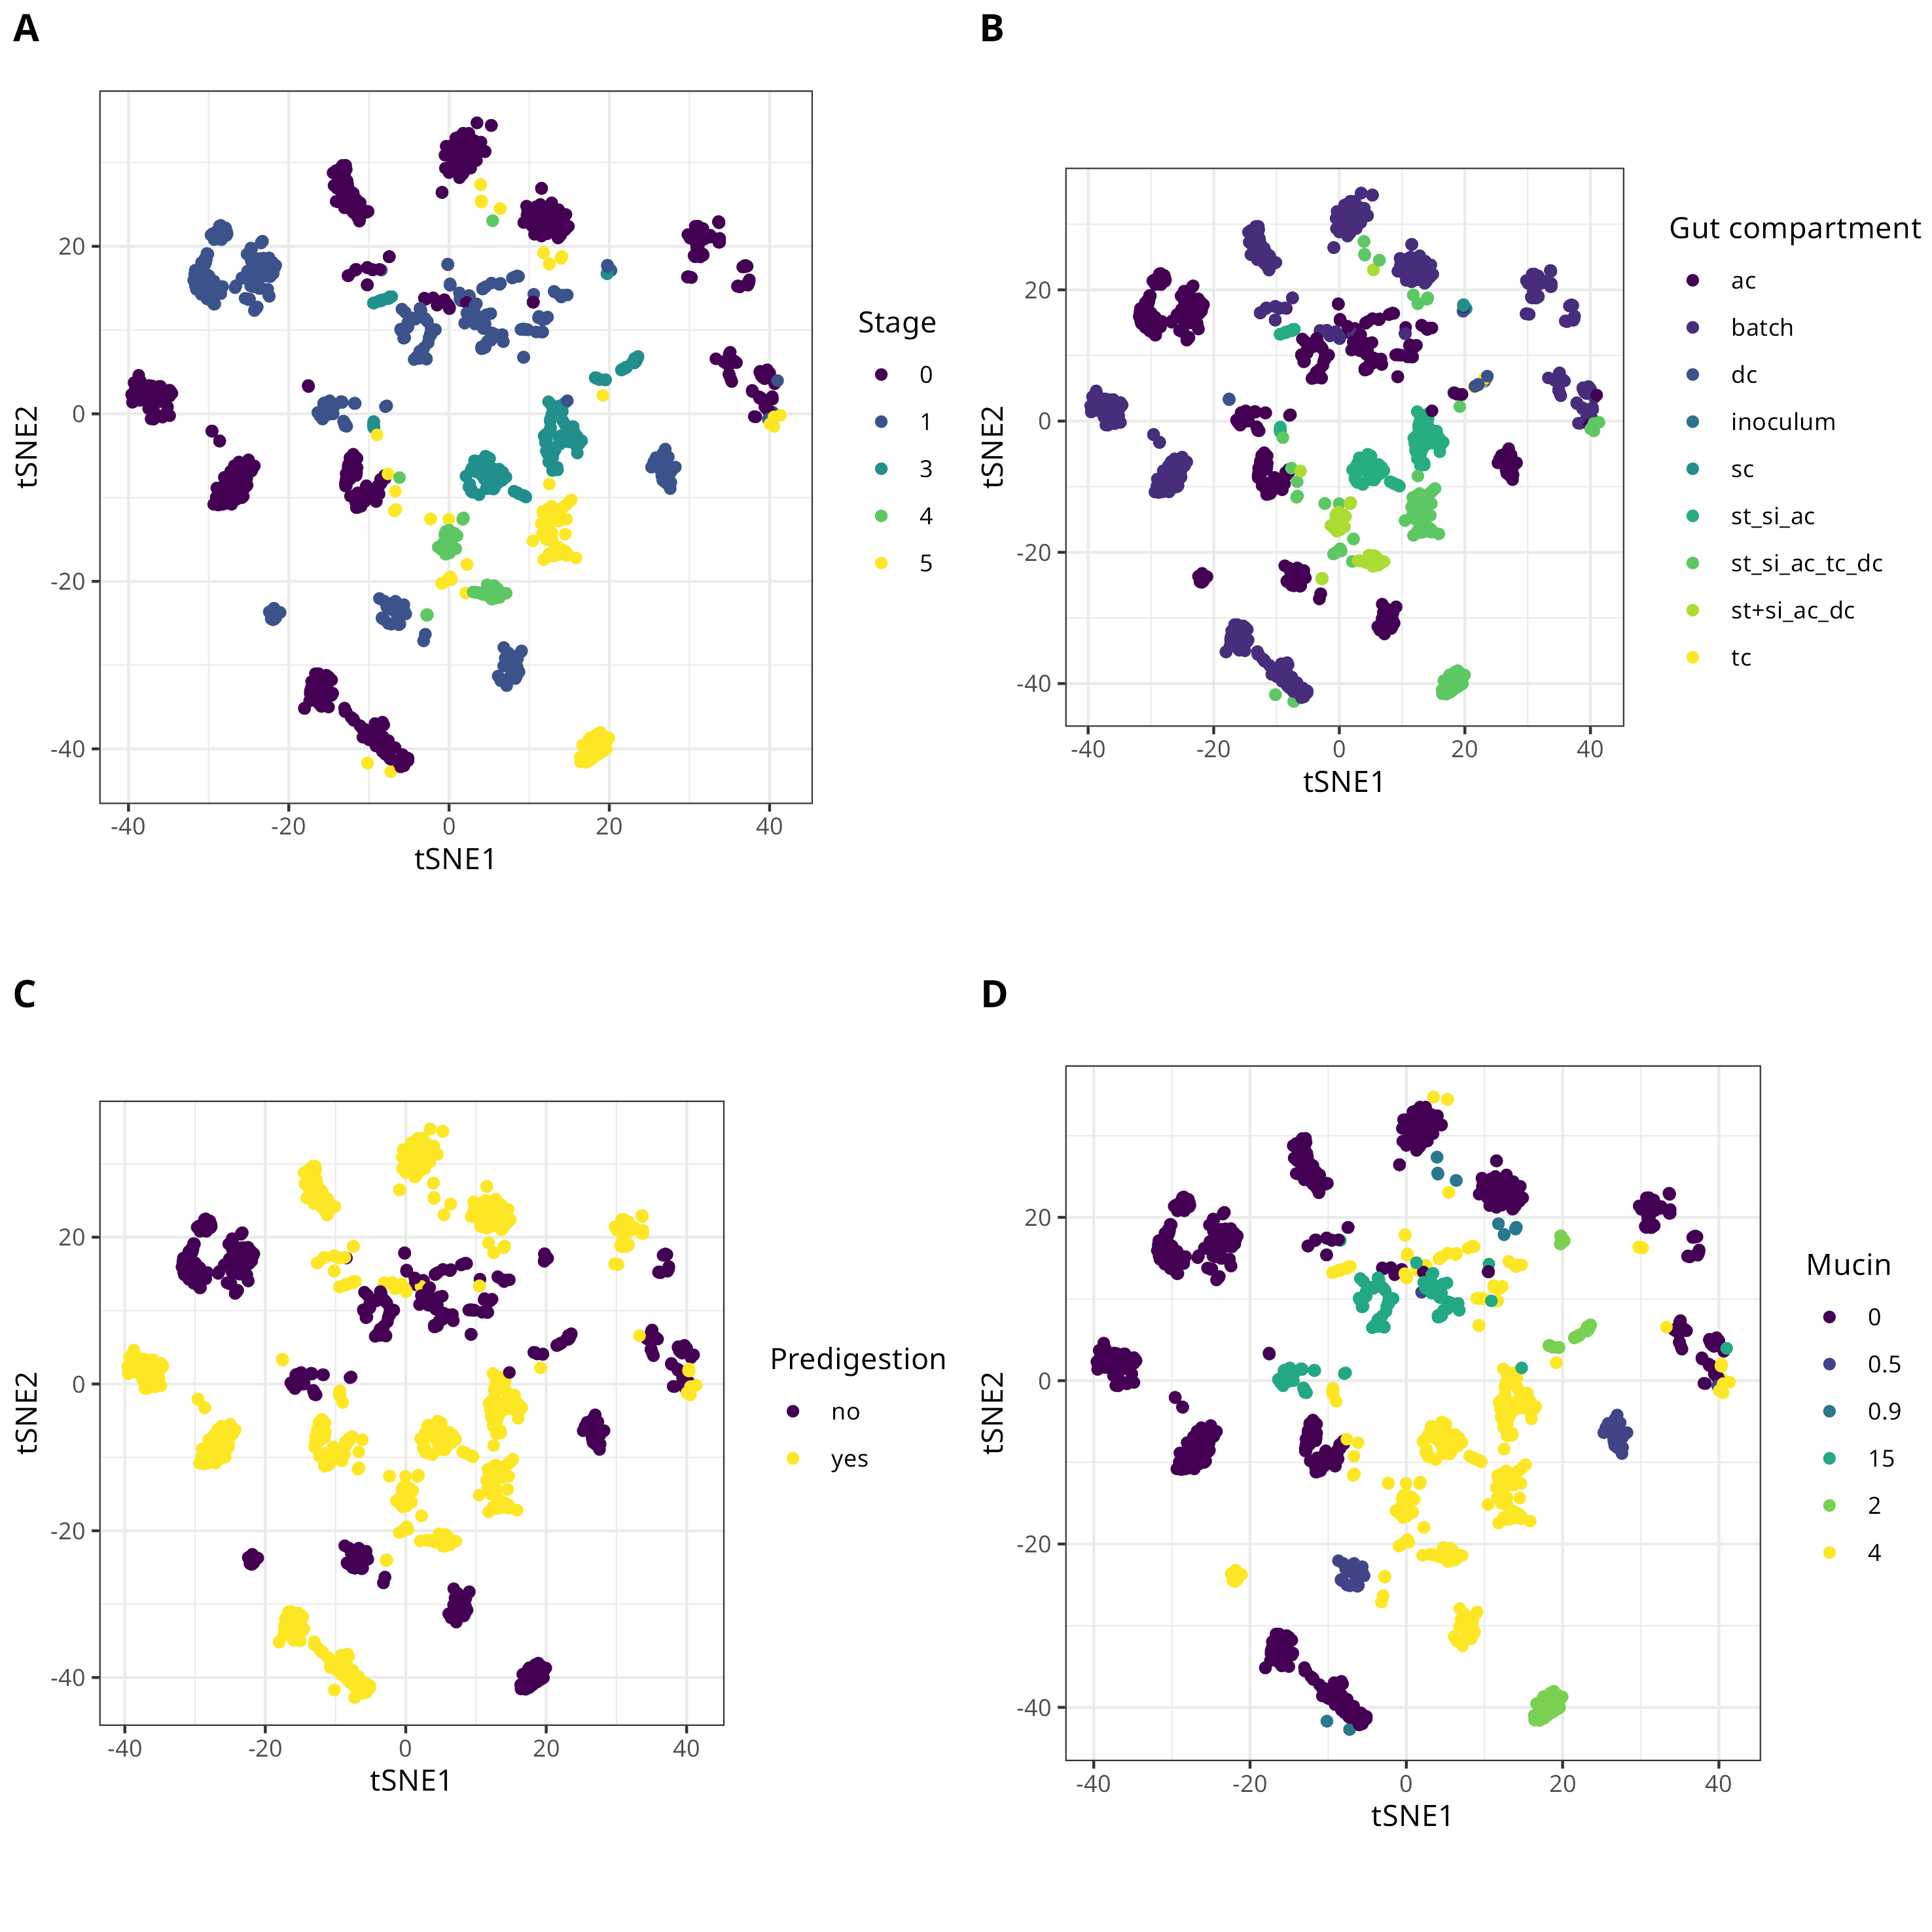 A
tSNE2
20
0
-20
-40
-40 -20 0 20 40
tSNE1
Stage
0
1
3
4
5
B
tSNE2
20
0
-20
-40
-40 -20 0 20 40
tSNE1
Gut compartment
ac
batch
dc
inoculum
sc
st_si_ac
st_si_ac_tc_dc
st+si_ac_dc
tc
C
tSNE2
20
0
-20
-40
-40 -20 0 20 40
tSNE1
Predigestion
no
yes
D
tSNE2
20
0
-20
-40
-40 -20 0 20 40
tSNE1
Mucin
0
0.5
0.9
15
2
4